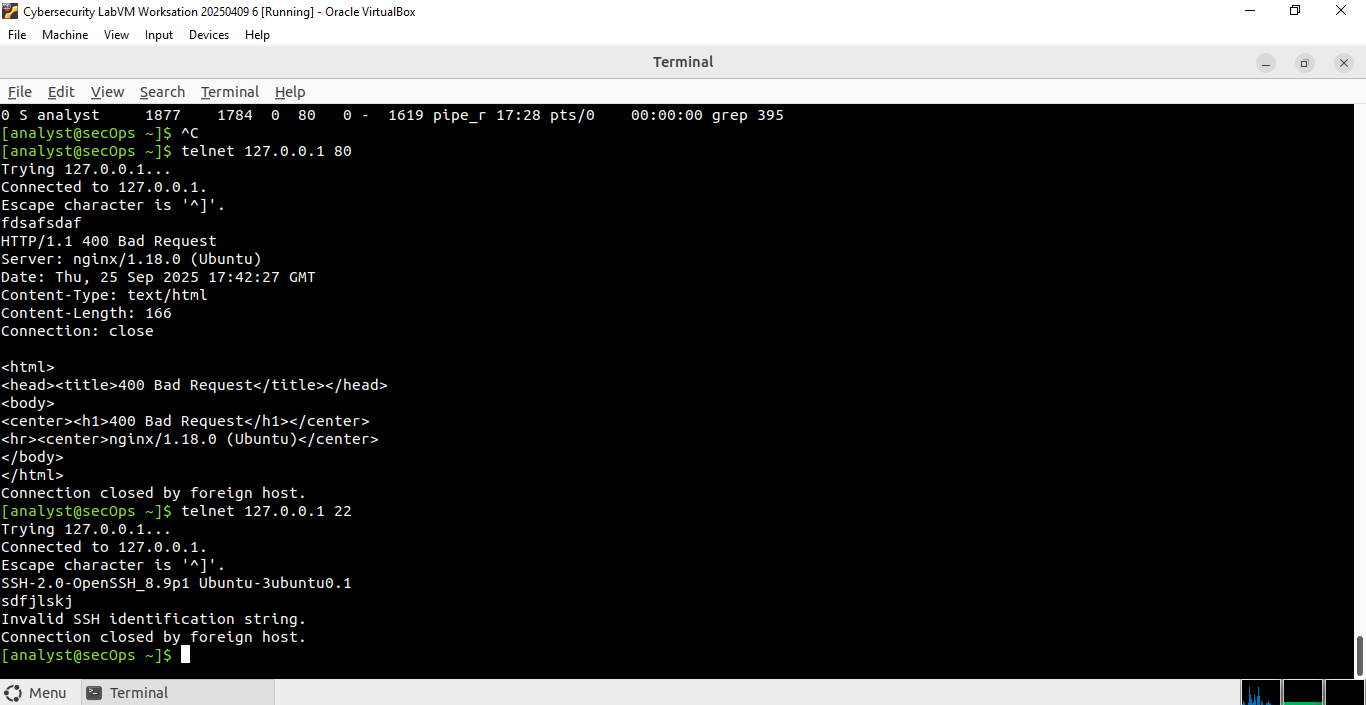 Cybersecurity LabVM Worksation 20250409 6 [Running] - Oracle VirtualBox
File Machine View Input Devices Help
Terminal
File Edit View Search Terminal Help
0 S analyst     1877    1784  0  80   0 -  1619 pipe_r 17:28 pts/0    00:00:00 grep 395
[analyst@secOps ~]$ ^C
[analyst@secOps ~]$ telnet 127.0.0.1 80
Trying 127.0.0.1...
Connected to 127.0.0.1.
Escape character is '^]'.
fdsafsdaf
HTTP/1.1 400 Bad Request
Server: nginx/1.18.0 (Ubuntu)
Date: Thu, 25 Sep 2025 17:42:27 GMT
Content-Type: text/html
Content-Length: 166
Connection: close
<html>
<head><title>400 Bad Request</title></head>
<body>
<center><h1>400 Bad Request</h1></center>
<hr><center>nginx/1.18.0 (Ubuntu)</center>
</body>
</html>
Connection closed by foreign host.
[analyst@secOps ~]$ telnet 127.0.0.1 22
Trying 127.0.0.1...
Connected to 127.0.0.1.
Escape character is '^]'.
SSH-2.0-OpenSSH_8.9p1 Ubuntu-3ubuntu0.1
sdfjlskj
Invalid SSH identification string.
Connection closed by foreign host.
[analyst@secOps ~]$
Menu Terminal